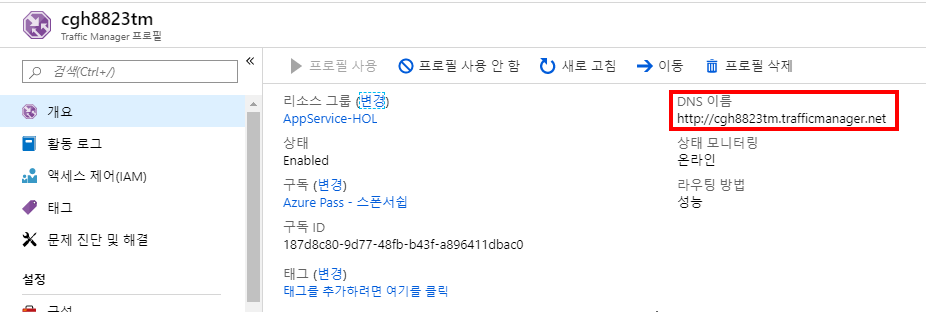 cgh8823tm
Traffic Manager 프로필
검색(Ctrl+/)
«
개요
활동 로그
액세스 제어(IAM)
태그
문제 진단 및 해결
설정
구성
프로필 사용 프로필 사용 안 함 새로 고침 이동 프로필 삭제
리소스 그룹 (변경)
AppService-HOL
상태
Enabled
구독 (변경)
Azure Pass - 스폰서쉽
구독 ID
187d8c80-9d77-48fb-b43f-a896411dbac0
태그 (변경)
태그를 추가하려면 여기를 클릭
DNS 이름
http://cgh8823tm.trafficmanager.net
상태 모니터링
온라인
라우팅 방법
성능